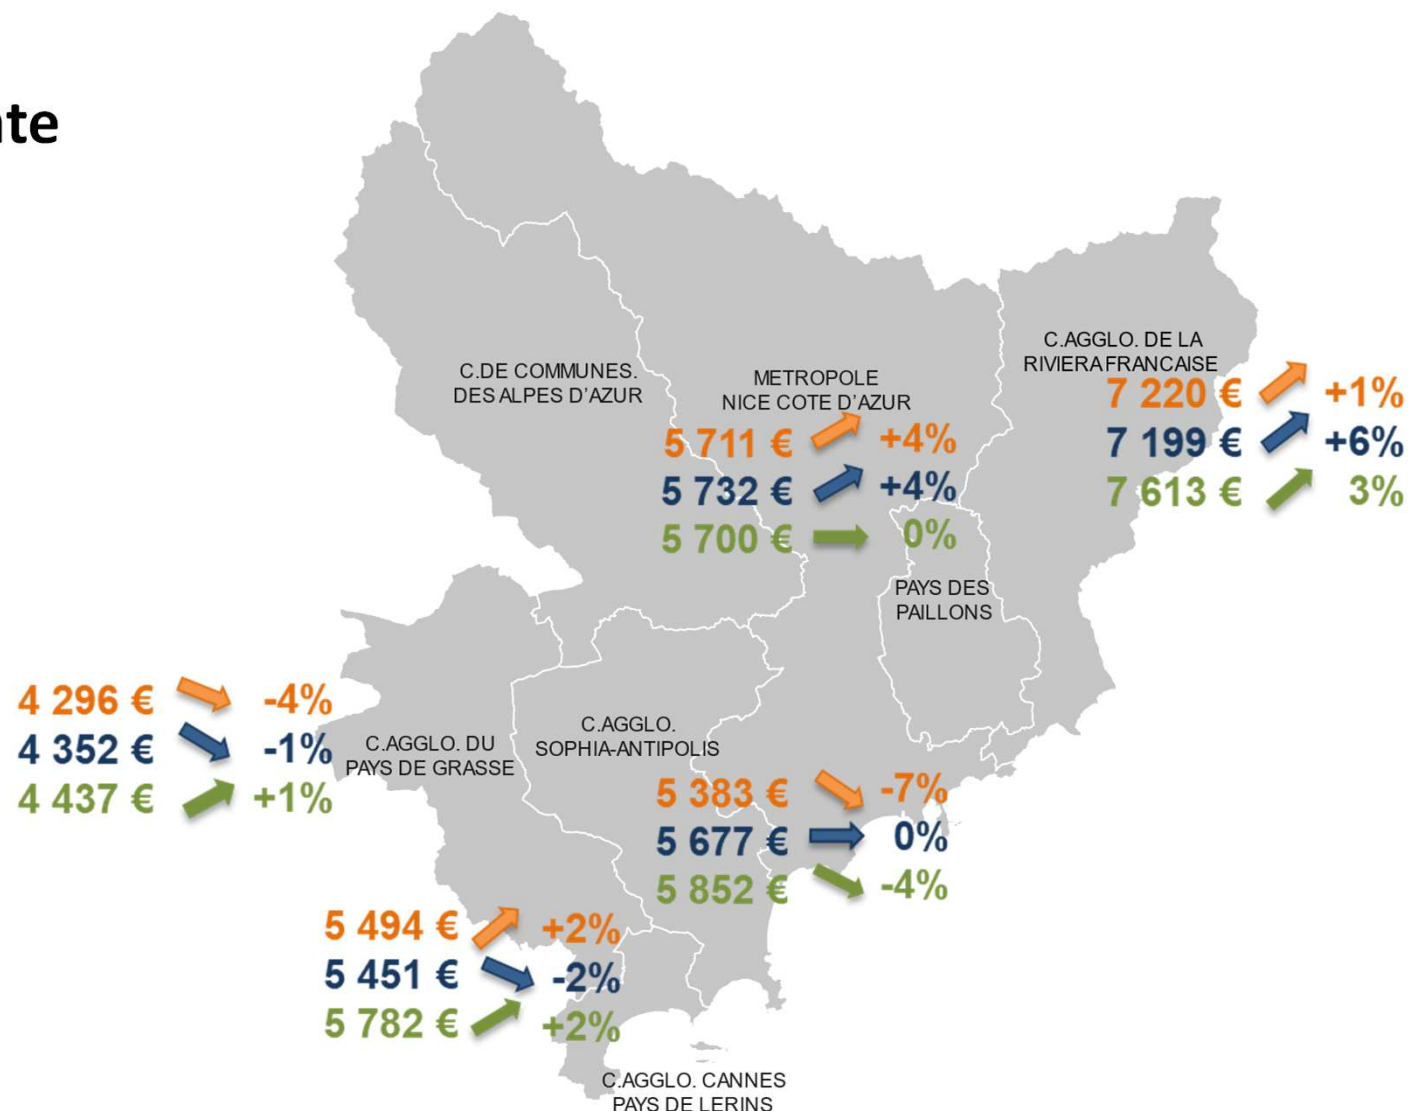 nte
C.AGGLO. DE LA
RIVIERA FRANCAISE
7 220 € +1%
7 199 € +6%
7 613 € 3%
C.DE COMMUNES.
DES ALPES D'AZUR
METROPOLE
NICE COTE D'AZUR
5 711 € +4%
5 732 € +4%
5 700 € 0%
PAYS DES
PAILLONS
4 296 € -4%
4 352 € -1%
4 437 € +1%
C.AGGLO. DU
PAYS DE GRASSE
C.AGGLO.
SOPHIA-ANTIPOLIS
5 383 € -7%
5 677 € 0%
5 852 € -4%
5 494 € +2%
5 451 € -2%
5 782 € +2%
C.AGGLO. CANNES
PAYS DE LERINS